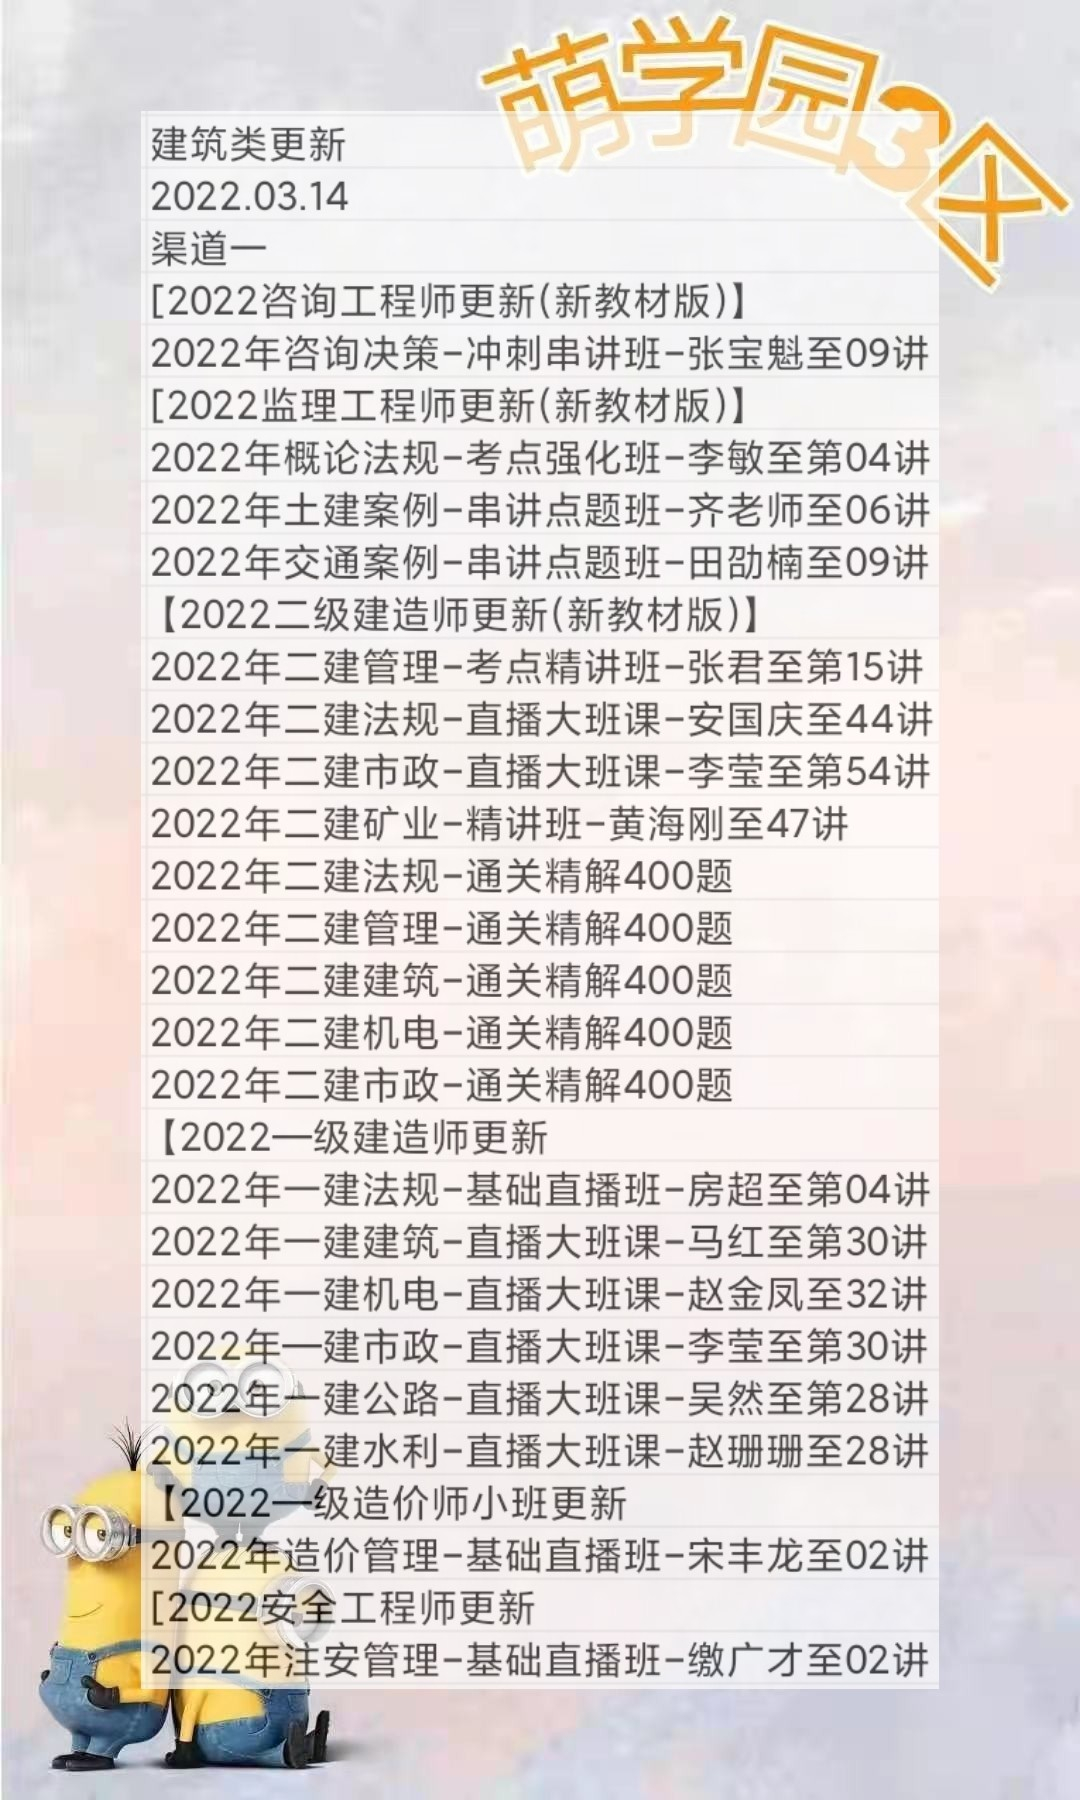 萌学园3个
建筑类更新
2022.03.14
渠道一
[2022咨询工程师更新(新教材版)】
2022年咨询决策-冲刺串讲班-张宝魁至09讲
[2022监理工程师更新(新教材版)】
2022年概论法规-考点强化班-李敏至第04讲
2022年土建案例-串讲点题班-齐老师至06讲
2022年交通案例-串讲点题班-田劭楠至09讲
【2022二级建造师更新(新教材版)】
2022年二建管理-考点精讲班-张君至第15讲
2022年二建法规-直播大班课-安国庆至44讲
2022年二建市政-直播大班课-李莹至第54讲
2022年二建矿业-精讲班-黄海刚至47讲
2022年二建法规-通关精解400题
2022年二建管理-通关精解400题
2022年二建建筑-通关精解400题
2022年二建机电-通关精解400题
2022年二建市政-通关精解400题
【2022一级建造师更新
2022年一建法规-基础直播班-房超至第04讲
2022年一建建筑-直播大班课-马红至第30讲
2022年一建机电-直播大班课-赵金凤至32讲
2022年一建市政-直播大班课-李莹至第30讲
2022年一建公路-直播大班课-吴然至第28讲
2022年一建水利-直播大班课-赵珊珊至28讲
【2022一级造价师小班更新
2022年造价管理-基础直播班-宋丰龙至02讲
[2022安全工程师更新
2022年注安管理-基础直播班-缴广才至02讲